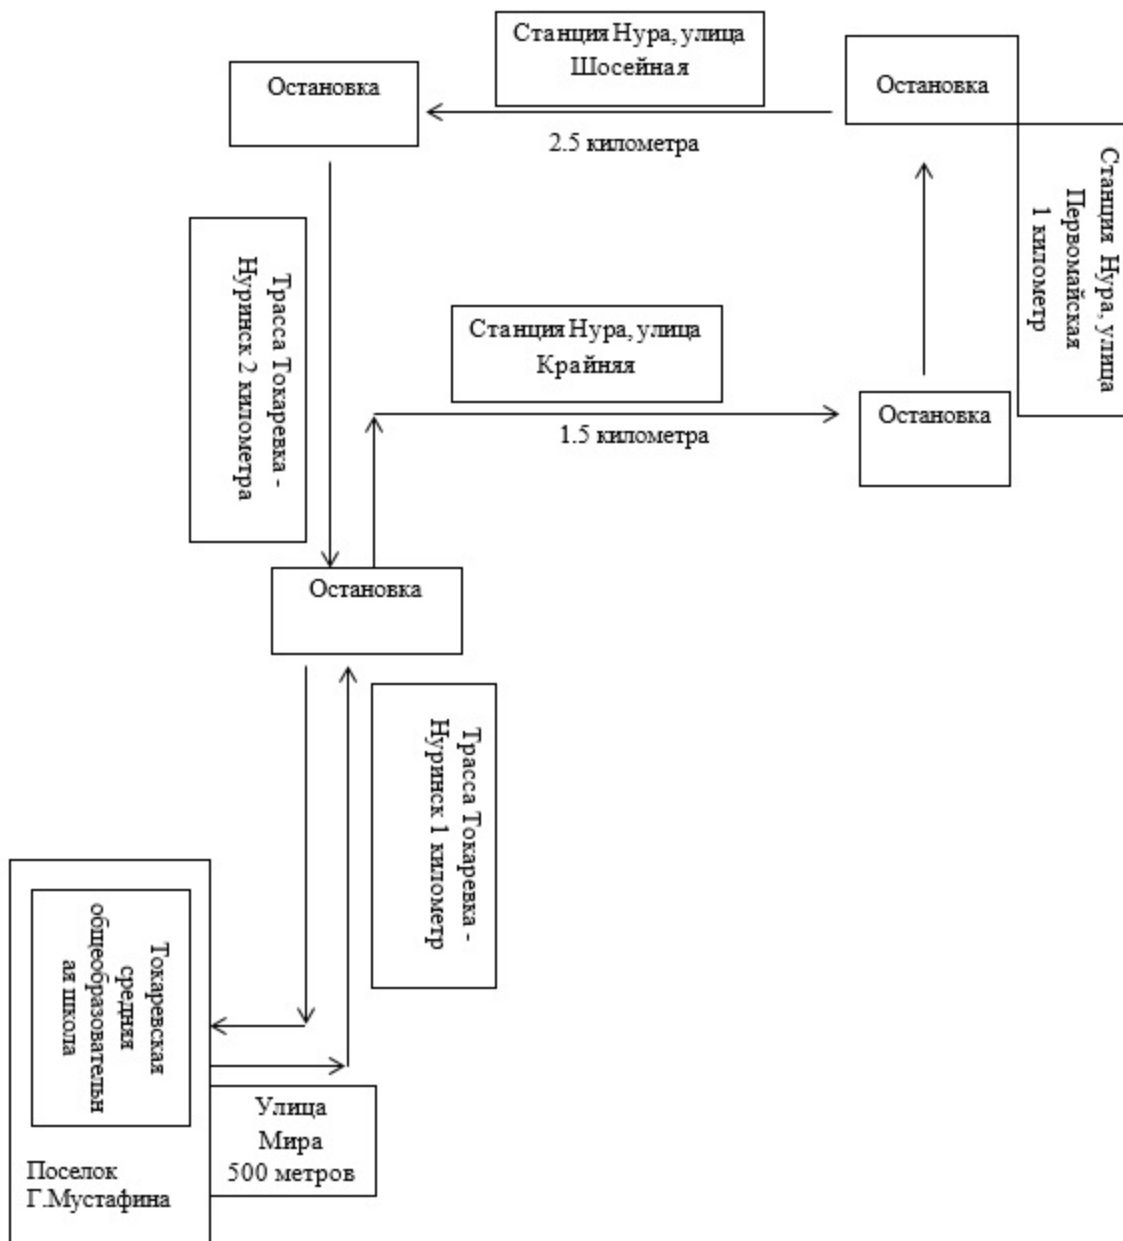 Станция Нура, улица
Шосейная
Остановка
Остановка
2.5 километра
Станция Нура, улица
Первомайская
1 километр
Трасса Токаревка -
Нуринск 2 километра
Станция Нура, улица
Крайняя
1.5 километра
Остановка
Остановка
Трасса Токаревка -
Нуринск 1 километр
Токаревская
средняя
общеобразовательн
ая школа
Улица
Мира
500 метров
Поселок
Г.Мустафина